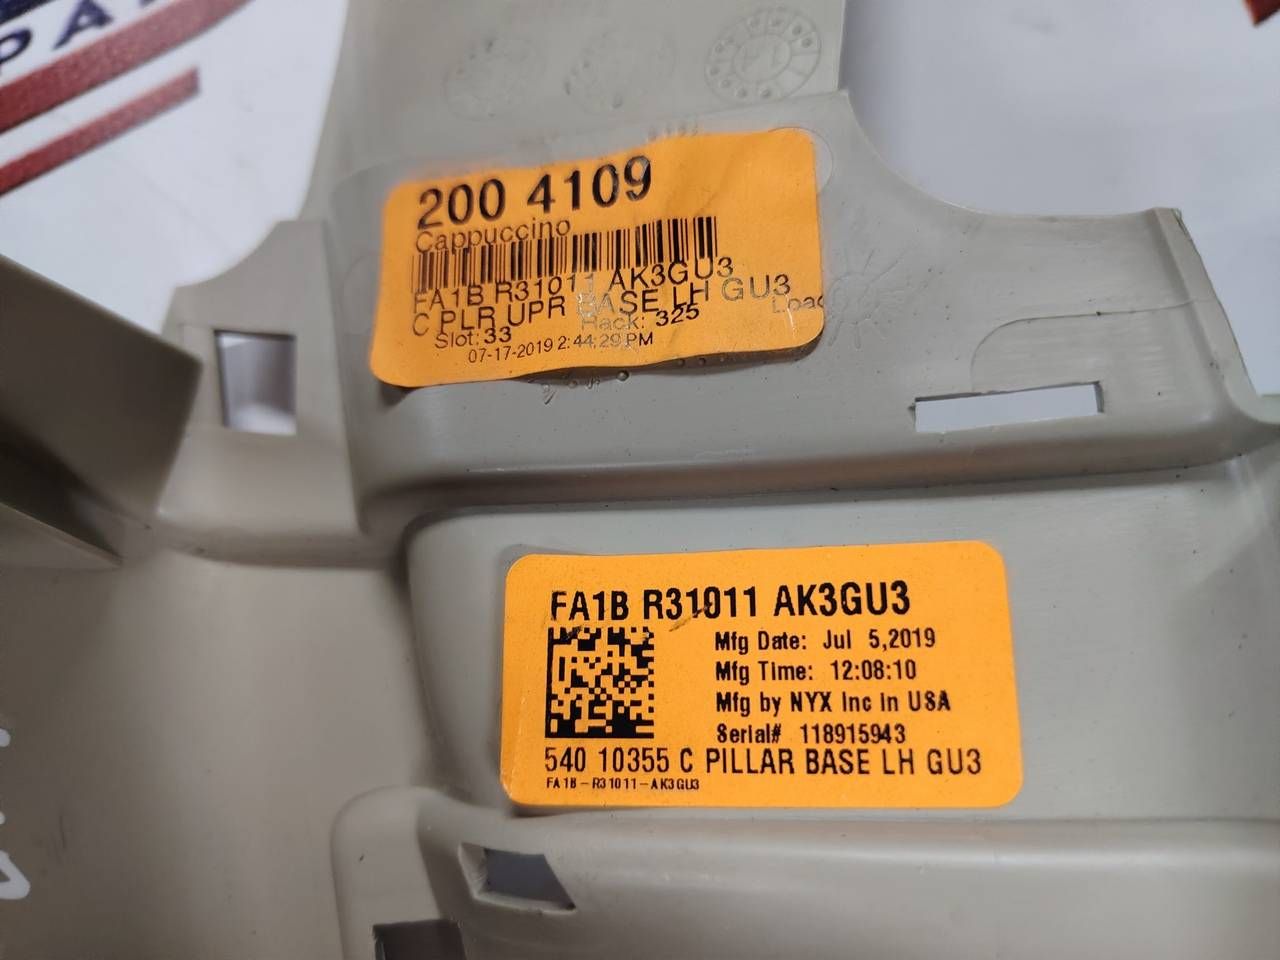 PAR
200 4109
Cappuccino
FA1B R31011 AK3GU3
C PLR UPR BASE LH GU3
Slot: 33 Rack: 325 Load
07-17-2019 2:44:29 PM
FA1B R31011 AK3GU3
Mfg Date: Jul 5,2019
Mfg Time: 12:08:10
Mfg by NYX Inc in USA
Serial# 118915943
540 10355 C PILLAR BASE LH GU3
FA1B-R31011-AK3GU3